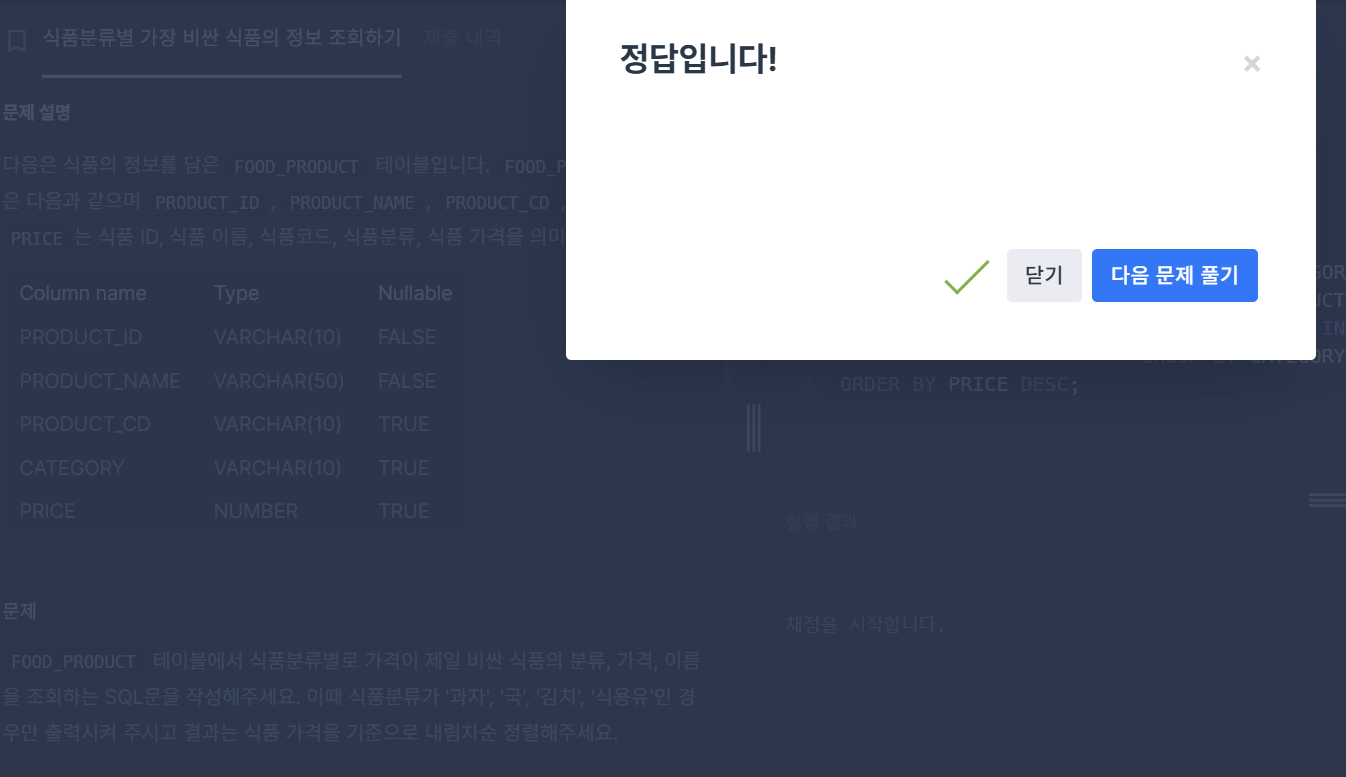 식품분류별 가장 비싼 식품의 정보 조회하기 제출 내역
문제 설명
다음은 식품의 정보를 담은 FOOD_PRODUCT 테이블입니다. FOOD_P
은 다음과 같으며 PRODUCT_ID , PRODUCT_NAME , PRODUCT_CD ,
PRICE 는 식품 ID, 식품 이름, 식품코드, 식품분류, 식품 가격을 의미
Column name Type Nullable
PRODUCT_ID VARCHAR(10) FALSE
PRODUCT_NAME VARCHAR(50) FALSE
PRODUCT_CD VARCHAR(10) TRUE
CATEGORY VARCHAR(10) TRUE
PRICE NUMBER TRUE
문제
FOOD_PRODUCT 테이블에서 식품분류별로 가격이 제일 비싼 식품의 분류, 가격, 이름
을 조회하는 SQL문을 작성해주세요. 이때 식품분류가 '과자', '국', '김치', '식용유'인 경
우만 출력시켜 주시고 결과는 식품 가격을 기준으로 내림차순 정렬해주세요.
정답입니다!
×
닫기 다음 문제 풀기
GOR
UCT
IN
ORDER BY PRICE DESC;
실행 결과
채점을 시작합니다.